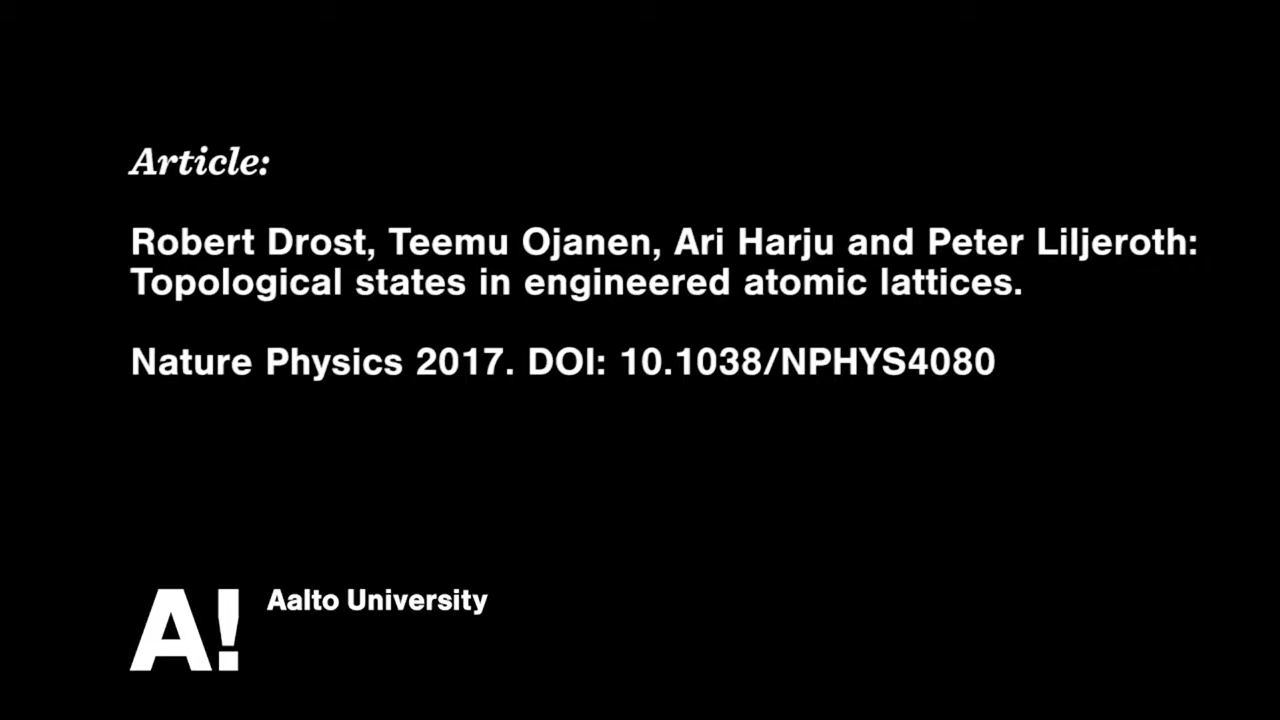 Article:
Robert Drost, Teemu Ojanen, Ari Harju and Peter Liljeroth:
Topological states in engineered atomic lattices.
Nature Physics 2017. DOI: 10.1038/NPHYS4080
A! Aalto University